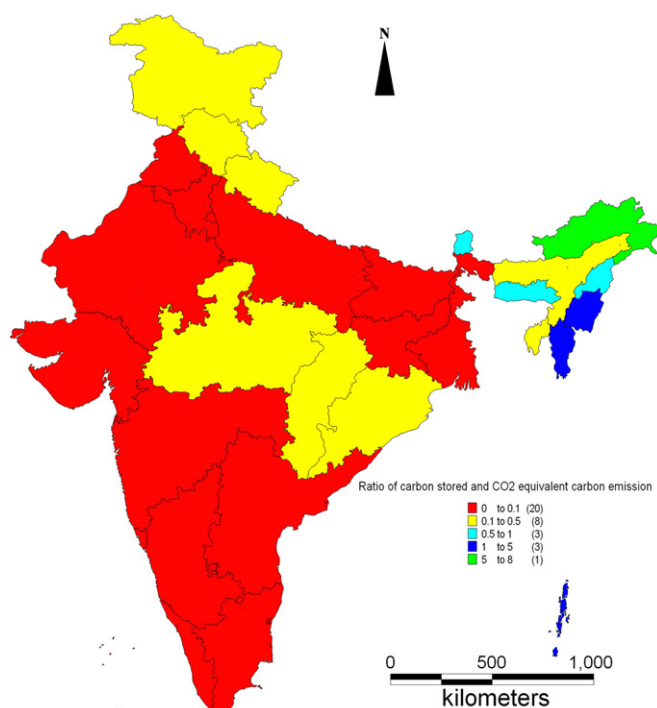 N
Ratio of carbon stored and CO2 equivalent carbon emission
0 to 0.1 (20)
0.1 to 0.5 (8)
0.5 to 1 (3)
1 to 5 (3)
5 to 8 (1)
0 500 1,000
kilometers